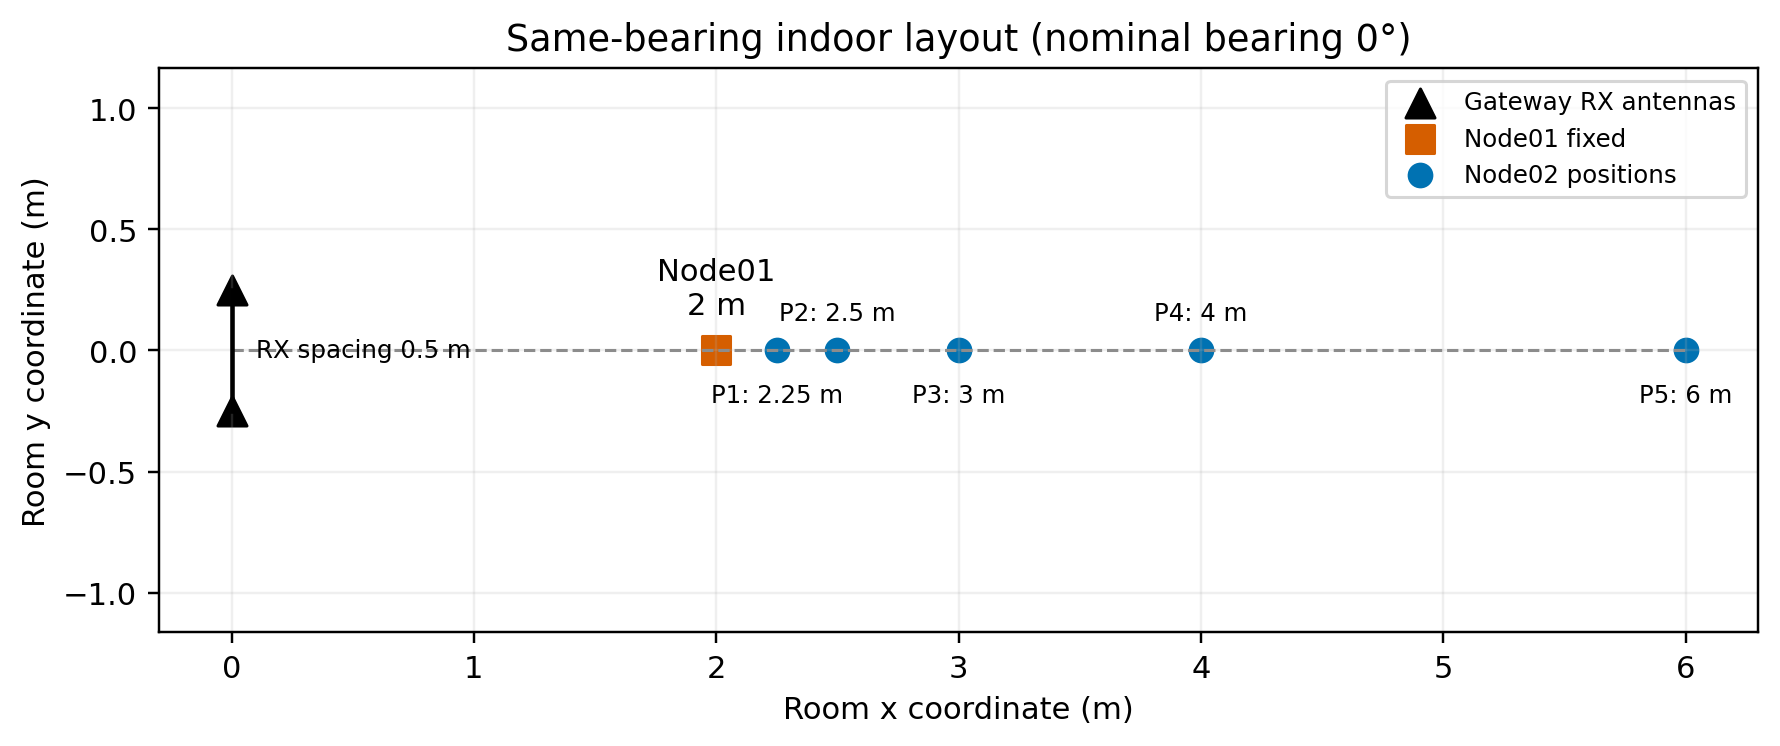 Same-bearing indoor layout (nominal bearing 0°)
Gateway RX antennas
Node01 fixed
Node02 positions
Room y coordinate (m)
1.0
0.5
0.0
−0.5
−1.0
RX spacing 0.5 m
Node01
2 m
P1: 2.25 m
P2: 2.5 m
P3: 3 m
P4: 4 m
P5: 6 m
0
1
2
3
4
5
6
Room x coordinate (m)